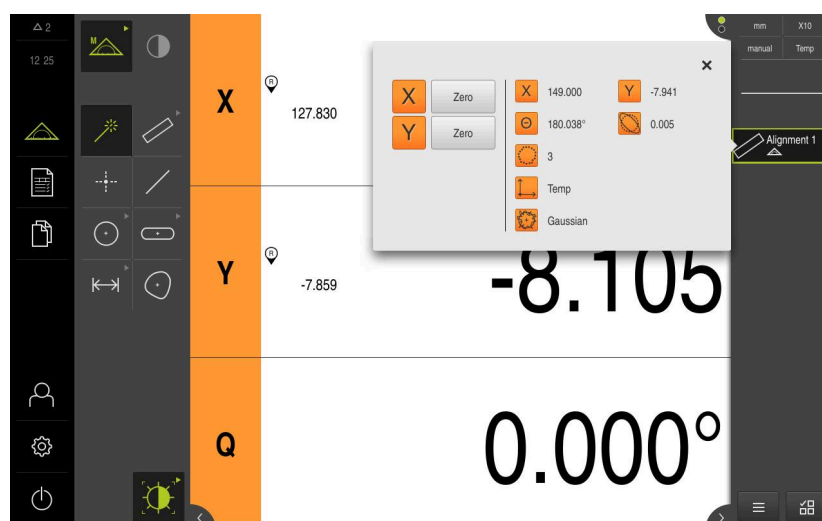 △ 2
12 25
M
X
R
127.830
Y
R
-7.859
-8.105
Q
0.000°
X
Zero
Y
Zero
X
149.000
Y
-7.941
Θ
180.038°
0.005
3
Temp
Gaussian
mm
X10
manual
Temp
Alignment 1